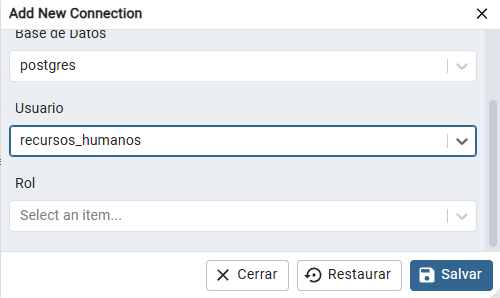 Add New Connection
Base de Datos
postgres
Usuario
recursos_humanos
Rol
Select an item...
Cerrar
Restaurar
Salvar